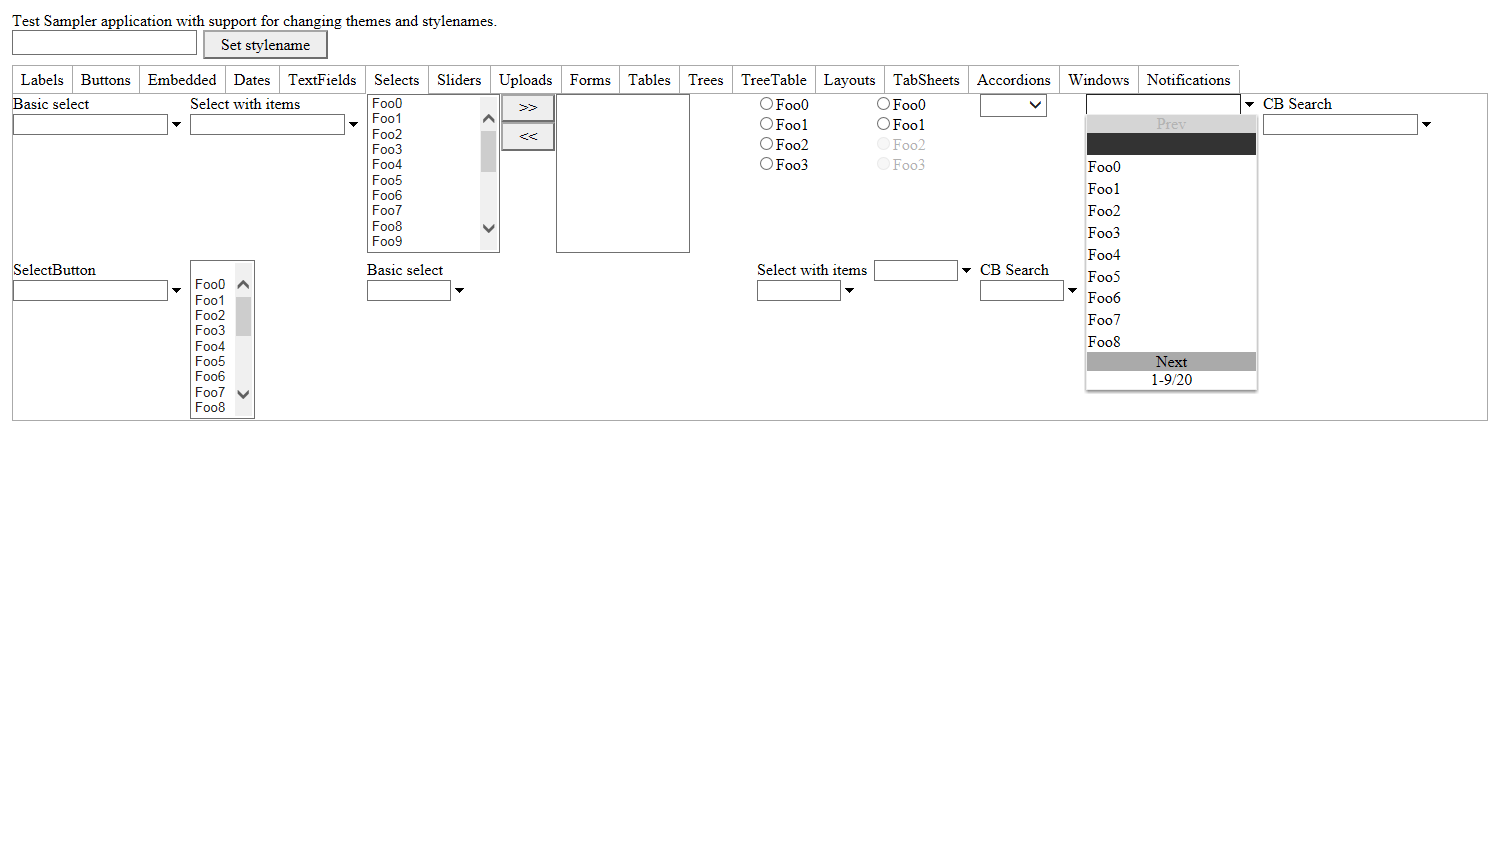 Test Sampler application with support for changing themes and stylenames.
Set stylename
Labels Buttons Embedded Dates TextFields Selects Sliders Uploads Forms Tables Trees TreeTable Layouts TabSheets Accordions Windows Notifications
Basic select
Select with items
Foo0
Foo1
Foo2
Foo3
Foo4
Foo5
Foo6
Foo7
Foo8
Foo9
>>
<<
Foo0
Foo1
Foo2
Foo3
Foo0
Foo1
Foo2
Foo3
Prev
Foo0
Foo1
Foo2
Foo3
Foo4
Foo5
Foo6
Foo7
Foo8
Next
1-9/20
CB Search
SelectButton
Foo0
Foo1
Foo2
Foo3
Foo4
Foo5
Foo6
Foo7
Foo8
Basic select
Select with items
CB Search